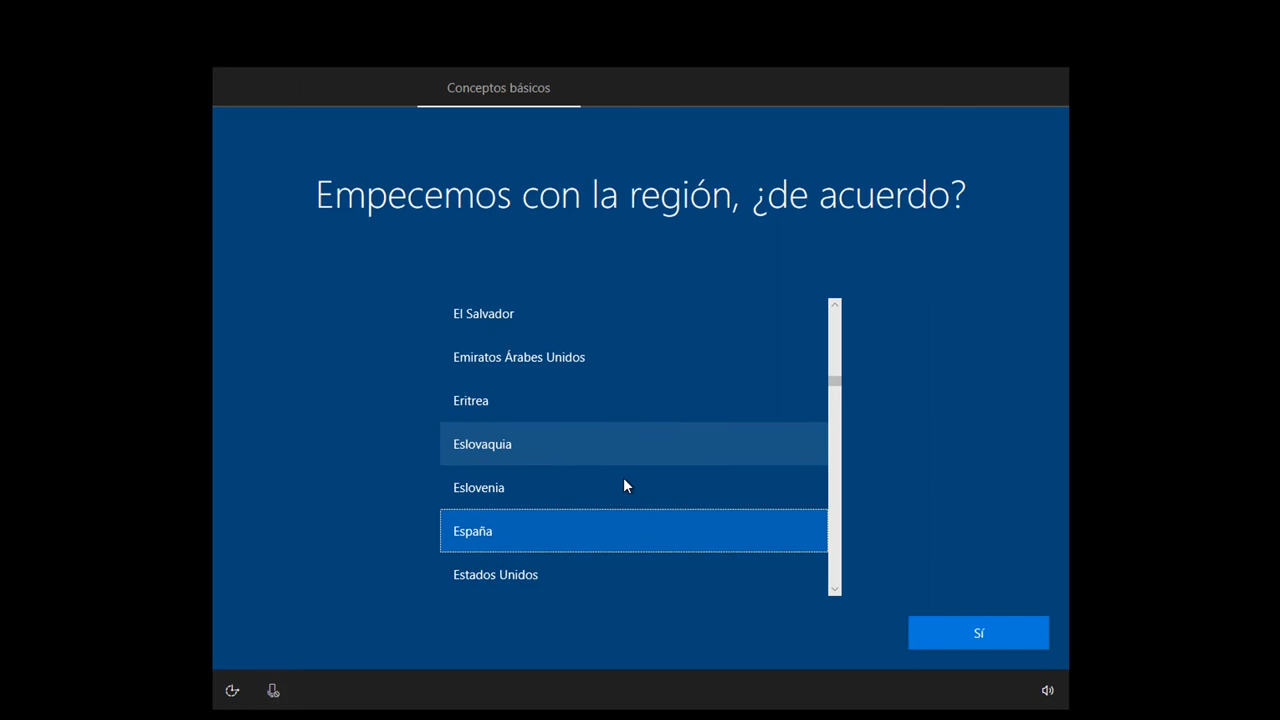 Conceptos básicos
Empecemos con la región, ¿de acuerdo?
El Salvador
Emiratos Árabes Unidos
Eritrea
Eslovaquia
Eslovenia
España
Estados Unidos
Sí